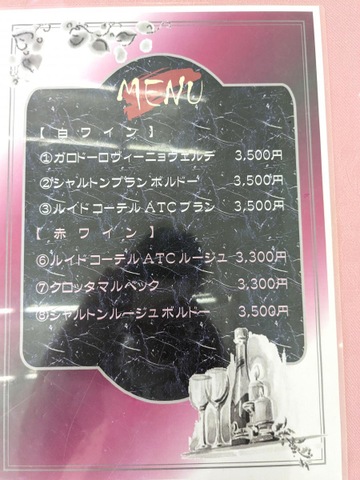 MENU
【白ワイン】
①ガロドーロヴィーニョヴェルデ 3,500円
②シャルトンブラン ボルドー 3,500円
③ルイドコーテル ATC ブラン 3,500円
【赤ワイン】
⑥ルイドコーテル ATC ルージュ 3,300円
⑦クロッタマルベック 3,300円
⑧シャルトンルージュ ボルドー 3,500円